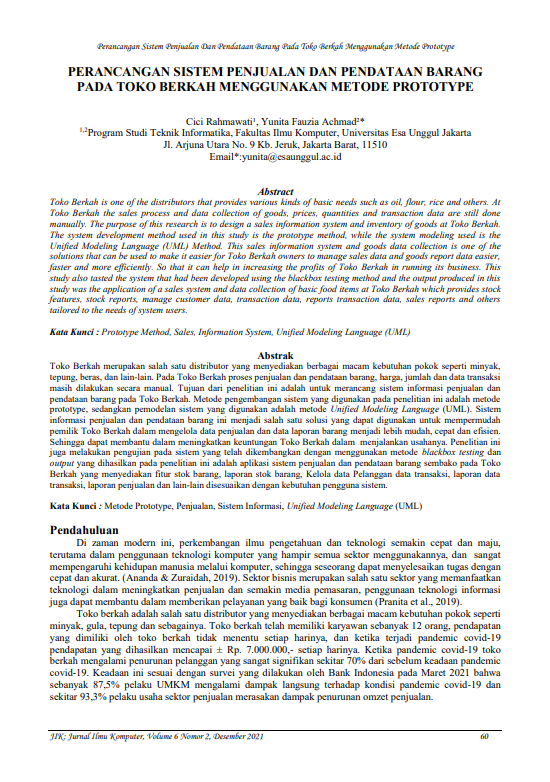 Perancangan Sistem Penjualan Dan Pendataan Barang Pada Toko Berkah Menggunakan Metode Prototype
PERANCANGAN SISTEM PENJUALAN DAN PENDATAAN BARANG
PADA TOKO BERKAH MENGGUNAKAN METODE PROTOTYPE
Cici Rahmawati¹, Yunita Fauzia Achmad²*
1,2Program Studi Teknik Informatika, Fakultas Ilmu Komputer, Universitas Esa Unggul Jakarta
Jl. Arjuna Utara No. 9 Kb. Jeruk, Jakarta Barat, 11510
Email*:yunita@esaunggul.ac.id
Abstract
Toko Berkah is one of the distributors that provides various kinds of basic needs such as oil, flour, rice and others. At
Toko Berkah the sales process and data collection of goods, prices, quantities and transaction data are still done
manually. The purpose of this research is to design a sales information system and inventory of goods at Toko Berkah.
The system development method used in this study is the prototype method, while the system modeling used is the
Unified Modeling Language (UML) Method. This sales information system and goods data collection is one of the
solutions that can be used to make it easier for Toko Berkah owners to manage sales data and goods report data easier,
faster and more efficiently. So that it can help in increasing the profits of Toko Berkah in running its business. This
study also tasted the system that had been developed using the blackbox testing method and the output produced in this
study was the application of a sales system and data collection of basic food items at Toko Berkah which provides stock
features, stock reports, manage customer data, transaction data, reports transaction data, sales reports and others
tailored to the needs of system users.
Kata Kunci : Prototype Method, Sales, Information System, Unified Modeling Language (UML)
Abstrak
Toko Berkah merupakan salah satu distributor yang menyediakan berbagai macam kebutuhan pokok seperti minyak,
tepung, beras, dan lain-lain. Pada Toko Berkah proses penjualan dan pendataan barang, harga, jumlah dan data transaksi
masih dilakukan secara manual. Tujuan dari penelitian ini adalah untuk merancang sistem informasi penjualan dan
pendataan barang pada Toko Berkah. Metode pengembangan sistem yang digunakan pada penelitian ini adalah metode
prototype, sedangkan pemodelan sistem yang digunakan adalah metode Unified Modeling Language (UML). Sistem
informasi penjualan dan pendataan barang ini menjadi salah satu solusi yang dapat digunakan untuk mempermudah
pemilik Toko Berkah dalam mengelola data penjualan dan data laporan barang menjadi lebih mudah, cepat dan efisien.
Sehingga dapat membantu dalam meningkatkan keuntungan Toko Berkah dalam menjalankan usahanya. Penelitian ini
juga melakukan pengujian pada sistem yang telah dikembangkan dengan menggunakan metode blackbox testing dan
output yang dihasilkan pada penelitian ini adalah aplikasi sistem penjualan dan pendataan barang sembako pada Toko
Berkah yang menyediakan fitur stok barang, laporan stok barang, Kelola data Pelanggan data transaksi, laporan data
transaksi, laporan penjualan dan lain-lain disesuaikan dengan kebutuhan pengguna sistem.
Kata Kunci : Metode Prototype, Penjualan, Sistem Informasi, Unified Modeling Language (UML)
Pendahuluan
Di zaman modern ini, perkembangan ilmu pengetahuan dan teknologi semakin cepat dan maju,
terutama dalam penggunaan teknologi komputer yang hampir semua sektor menggunakannya, dan sangat
mempengaruhi kehidupan manusia melalui komputer, sehingga seseorang dapat menyelesaikan tugas dengan
cepat dan akurat. (Ananda & Zuraidah, 2019). Sektor bisnis merupakan salah satu sektor yang memanfaatkan
teknologi dalam meningkatkan penjualan dan semakin media pemasaran, penggunaan teknologi informasi
juga dapat membantu dalam memberikan pelayanan yang baik bagi konsumen (Pranita et al., 2019).
Toko berkah adalah salah satu distributor yang menyediakan berbagai macam kebutuhan pokok seperti
minyak, gula, tepung dan sebagainya. Toko berkah telah memiliki karyawan sebanyak 12 orang, pendapatan
yang dimiliki oleh toko berkah tidak menentu setiap harinya, dan ketika terjadi pandemic covid-19
pendapatan yang dihasilkan mencapai ± Rp. 7.000.000,- setiap harinya. Ketika pandemic covid-19 toko
berkah mengalami penurunan pelanggan yang sangat signifikan sekitar 70% dari sebelum keadaan pandemic
covid-19. Keadaan ini sesuai dengan survei yang dilakukan oleh Bank Indonesia pada Maret 2021 bahwa
sebanyak 87,5% pelaku UMKM mengalami dampak langsung terhadap kondisi pandemic covid-19 dan
sekitar 93,3% pelaku usaha sektor penjualan merasakan dampak penurunan omzet penjualan.
JIK; Jurnal Ilmu Komputer, Volume 6 Nomor 2, Desember 2021 60